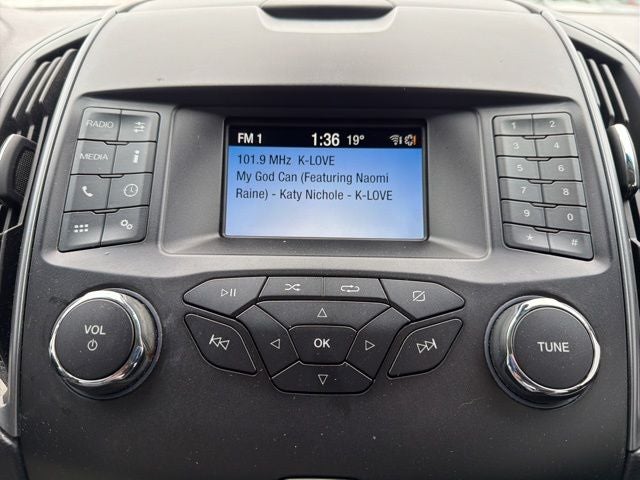 FM 1 1:36 19°
101.9 MHz K-LOVE
My God Can (Featuring Naomi
Raine) - Katy Nichole - K-LOVE
RADIO
MEDIA
1 2
3 4
5 6
7 8
9 0
* #
VOL
OK
TUNE